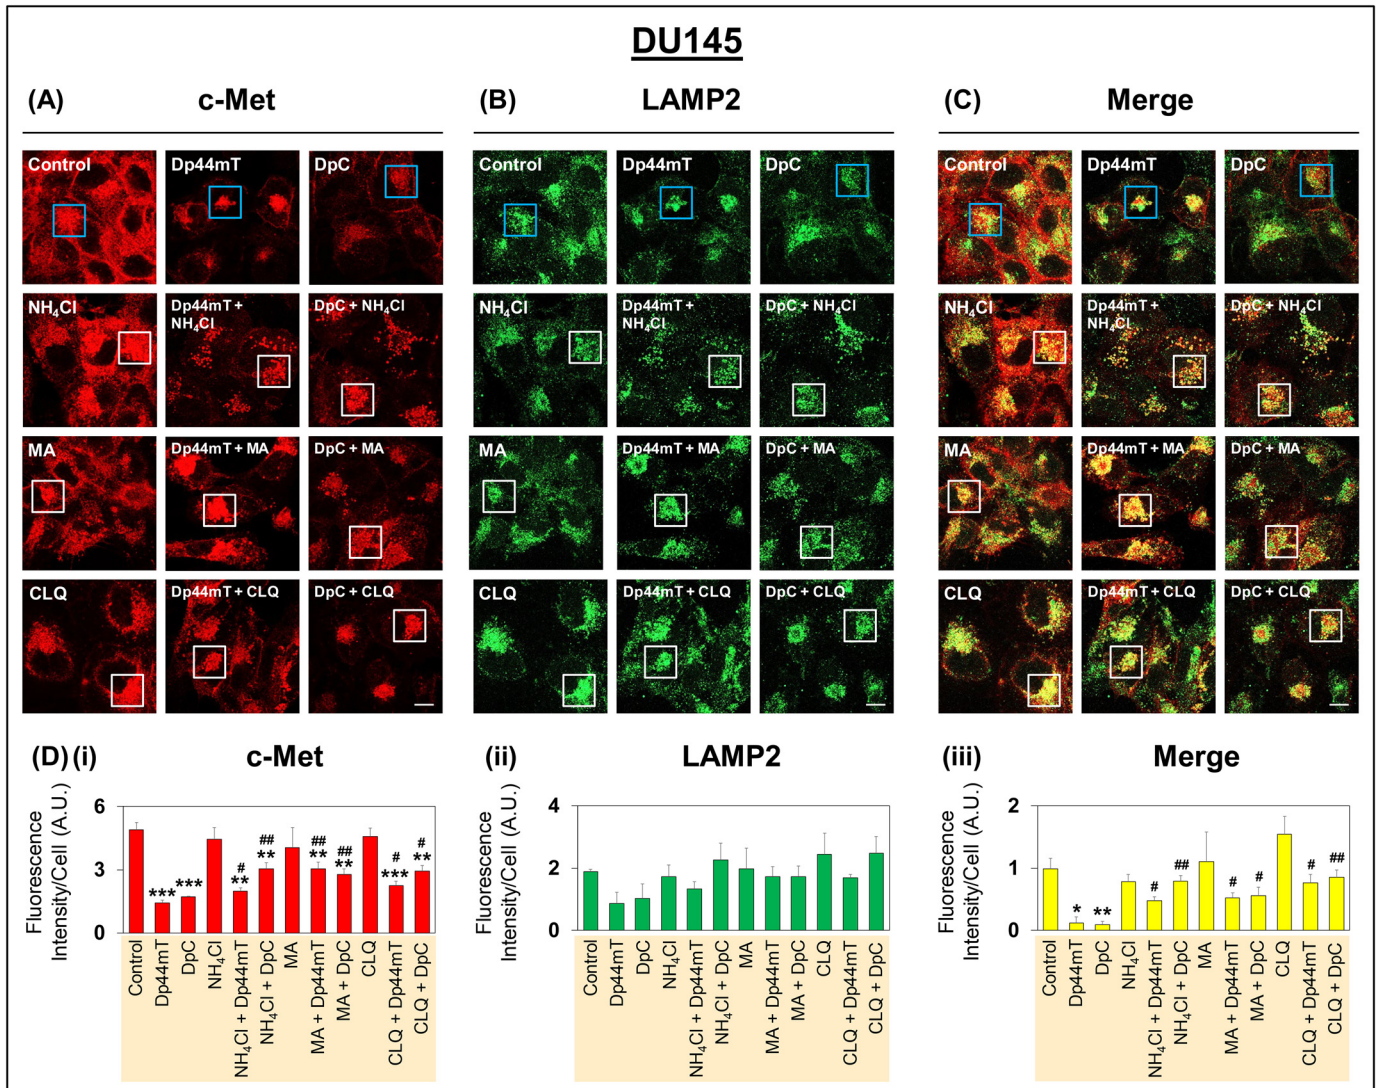 DU145
(A) c-Met
(B) LAMP2
(C) Merge
Control Dp44mT DpC
Control Dp44mT DpC
Control Dp44mT DpC
NH₄Cl Dp44mT + NH₄Cl DpC + NH₄Cl
NH₄Cl Dp44mT + NH₄Cl DpC + NH₄Cl
NH₄Cl Dp44mT + NH₄Cl DpC + NH₄Cl
MA Dp44mT + MA DpC + MA
MA Dp44mT + MA DpC + MA
MA Dp44mT + MA DpC + MA
CLQ Dp44mT + CLQ DpC + CLQ
CLQ Dp44mT + CLQ DpC + CLQ
CLQ Dp44mT + CLQ DpC + CLQ
(D) (i) c-Met
Fluorescence
Intensity/Cell (A.U.)
6
3
0
*** *** # ** ## ** ## ** ## ** # *** # **
Control
Dp44mT
DpC
NH₄Cl
NH₄Cl + Dp44mT
NH₄Cl + DpC
MA
MA + Dp44mT
MA + DpC
CLQ
CLQ + Dp44mT
CLQ + DpC
(ii) LAMP2
Fluorescence
Intensity/Cell (A.U.)
4
2
0
Control
Dp44mT
DpC
NH₄Cl
NH₄Cl + Dp44mT
NH₄Cl + DpC
MA
MA + Dp44mT
MA + DpC
CLQ
CLQ + Dp44mT
CLQ + DpC
(iii) Merge
Fluorescence
Intensity/Cell (A.U.)
2
1
0
* ** # ## # # # ##
Control
Dp44mT
DpC
NH₄Cl
NH₄Cl + Dp44mT
NH₄Cl + DpC
MA
MA + Dp44mT
MA + DpC
CLQ
CLQ + Dp44mT
CLQ + DpC